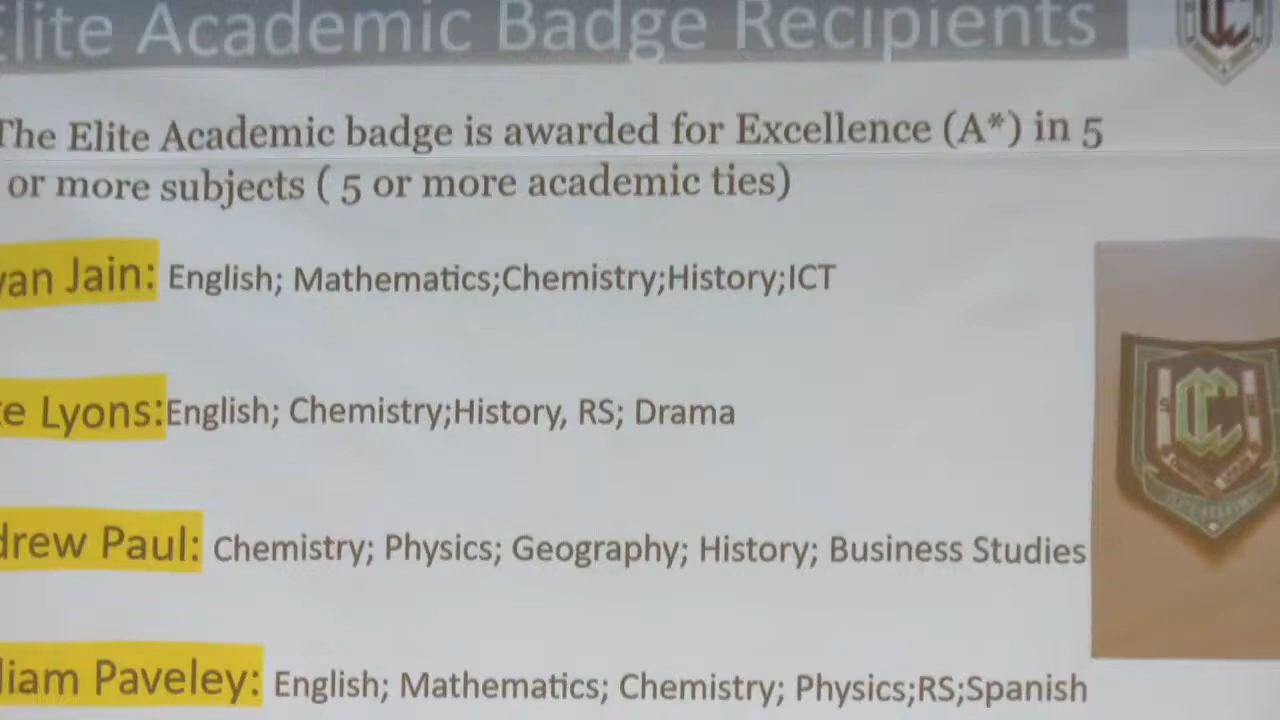 Elite Academic Badge Recipients
The Elite Academic badge is awarded for Excellence (A*) in 5
or more subjects ( 5 or more academic ties)
Jain: English; Mathematics;Chemistry;History;ICT
Lyons:English; Chemistry;History, RS; Drama
drew Paul: Chemistry; Physics; Geography; History; Business Studies
liam Paveley: English; Mathematics; Chemistry; Physics;RS;Spanish